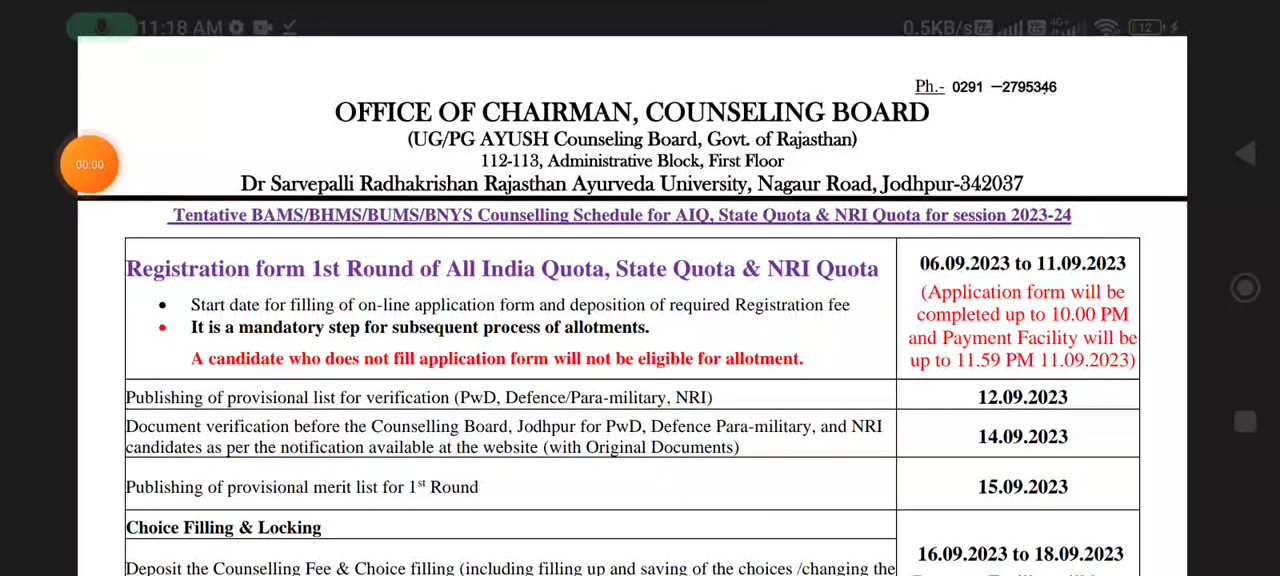 11:18 AM
0.5KB/s
4G+
12
Ph.- 0291 –2795346
OFFICE OF CHAIRMAN, COUNSELING BOARD
(UG/PG AYUSH Counseling Board, Govt. of Rajasthan)
112-113, Administrative Block, First Floor
00:00
Dr Sarvepalli Radhakrishan Rajasthan Ayurveda University, Nagaur Road, Jodhpur-342037
Tentative BAMS/BHMS/BUMS/BNYS Counselling Schedule for AIQ, State Quota & NRI Quota for session 2023-24
Registration form 1st Round of All India Quota, State Quota & NRI Quota
• Start date for filling of on-line application form and deposition of required Registration fee
• It is a mandatory step for subsequent process of allotments.
A candidate who does not fill application form will not be eligible for allotment.
06.09.2023 to 11.09.2023
(Application form will be
completed up to 10.00 PM
and Payment Facility will be
up to 11.59 PM 11.09.2023)
Publishing of provisional list for verification (PwD, Defence/Para-military, NRI)
12.09.2023
Document verification before the Counselling Board, Jodhpur for PwD, Defence Para-military, and NRI
candidates as per the notification available at the website (with Original Documents)
14.09.2023
Publishing of provisional merit list for 1st Round
15.09.2023
Choice Filling & Locking
Deposit the Counselling Fee & Choice filling (including filling up and saving of the choices /changing the
16.09.2023 to 18.09.2023